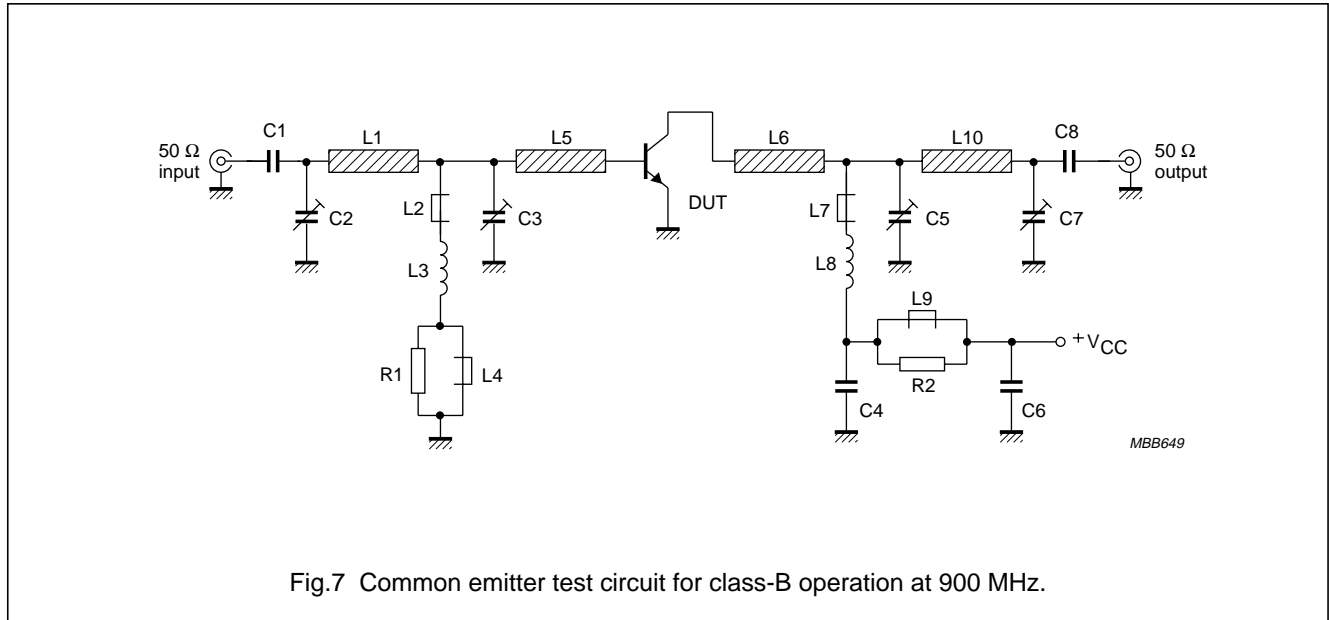 50 Ω
input
C1
C2
L1
L2
L3
R1
L4
C3
L5
DUT
L6
L7
L8
C4
L9
R2
C5
L10
C7
C8
50 Ω
output
+VCC
C6
MBB649
Fig.7 Common emitter test circuit for class-B operation at 900 MHz.